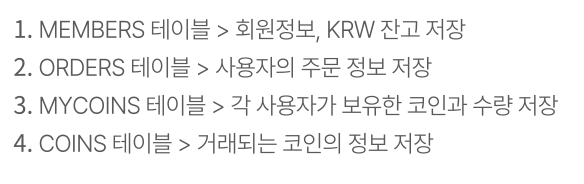 1. MEMBERS 테이블 > 회원정보, KRW 잔고 저장
2. ORDERS 테이블 > 사용자의 주문 정보 저장
3. MYCOINS 테이블 > 각 사용자가 보유한 코인과 수량 저장
4. COINS 테이블 > 거래되는 코인의 정보 저장